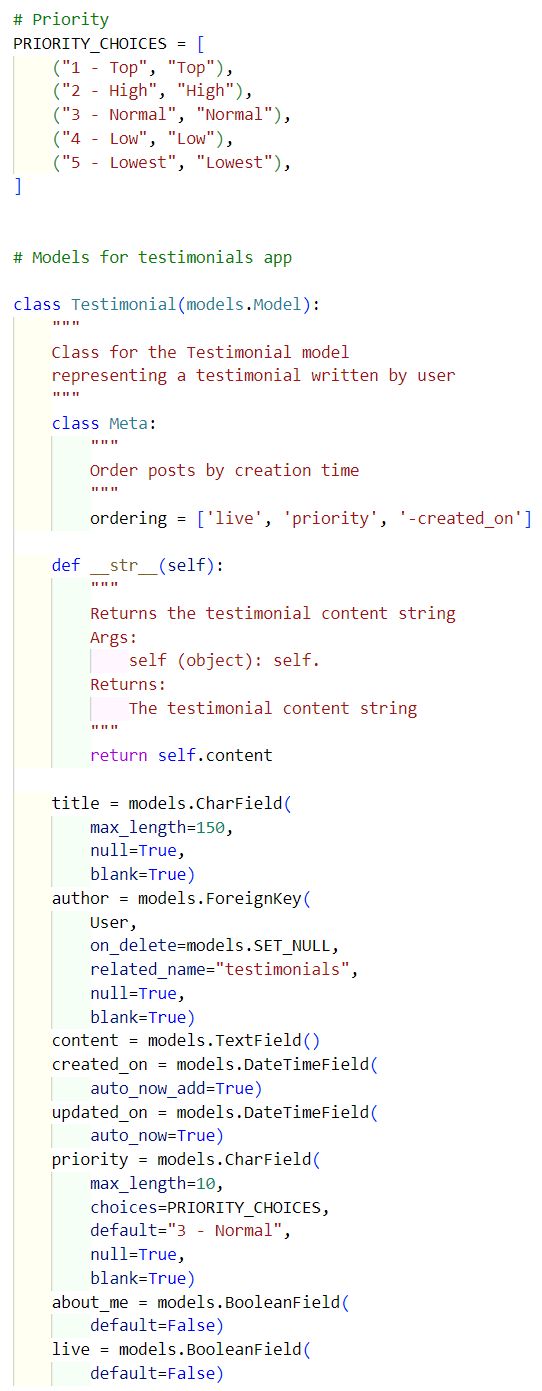 # Priority
PRIORITY_CHOICES = [
    ("1 - Top", "Top"),
    ("2 - High", "High"),
    ("3 - Normal", "Normal"),
    ("4 - Low", "Low"),
    ("5 - Lowest", "Lowest"),
]
# Models for testimonials app
class Testimonial(models.Model):
    """
    Class for the Testimonial model
    representing a testimonial written by user
    """
    class Meta:
        """
        Order posts by creation time
        """
        ordering = ['live', 'priority', '-created_on']
    def __str__(self):
        """
        Returns the testimonial content string
        Args:
            self (object): self.
        Returns:
            The testimonial content string
        """
        return self.content
    title = models.CharField(
        max_length=150,
        null=True,
        blank=True)
    author = models.ForeignKey(
        User,
        on_delete=models.SET_NULL,
        related_name="testimonials",
        null=True,
        blank=True)
    content = models.TextField()
    created_on = models.DateTimeField(
        auto_now_add=True)
    updated_on = models.DateTimeField(
        auto_now=True)
    priority = models.CharField(
        max_length=10,
        choices=PRIORITY_CHOICES,
        default="3 - Normal",
        null=True,
        blank=True)
    about_me = models.BooleanField(
        default=False)
    live = models.BooleanField(
        default=False)